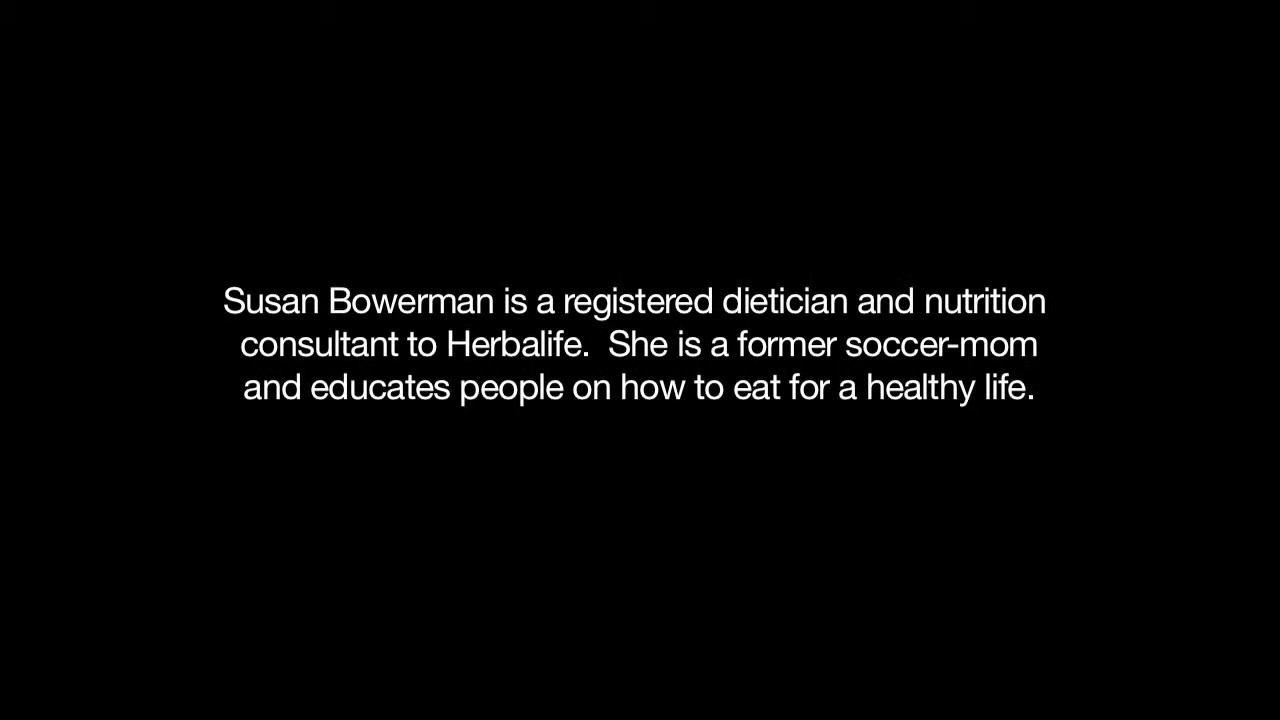 Susan Bowerman is a registered dietician and nutrition
consultant to Herbalife.  She is a former soccer-mom
and educates people on how to eat for a healthy life.